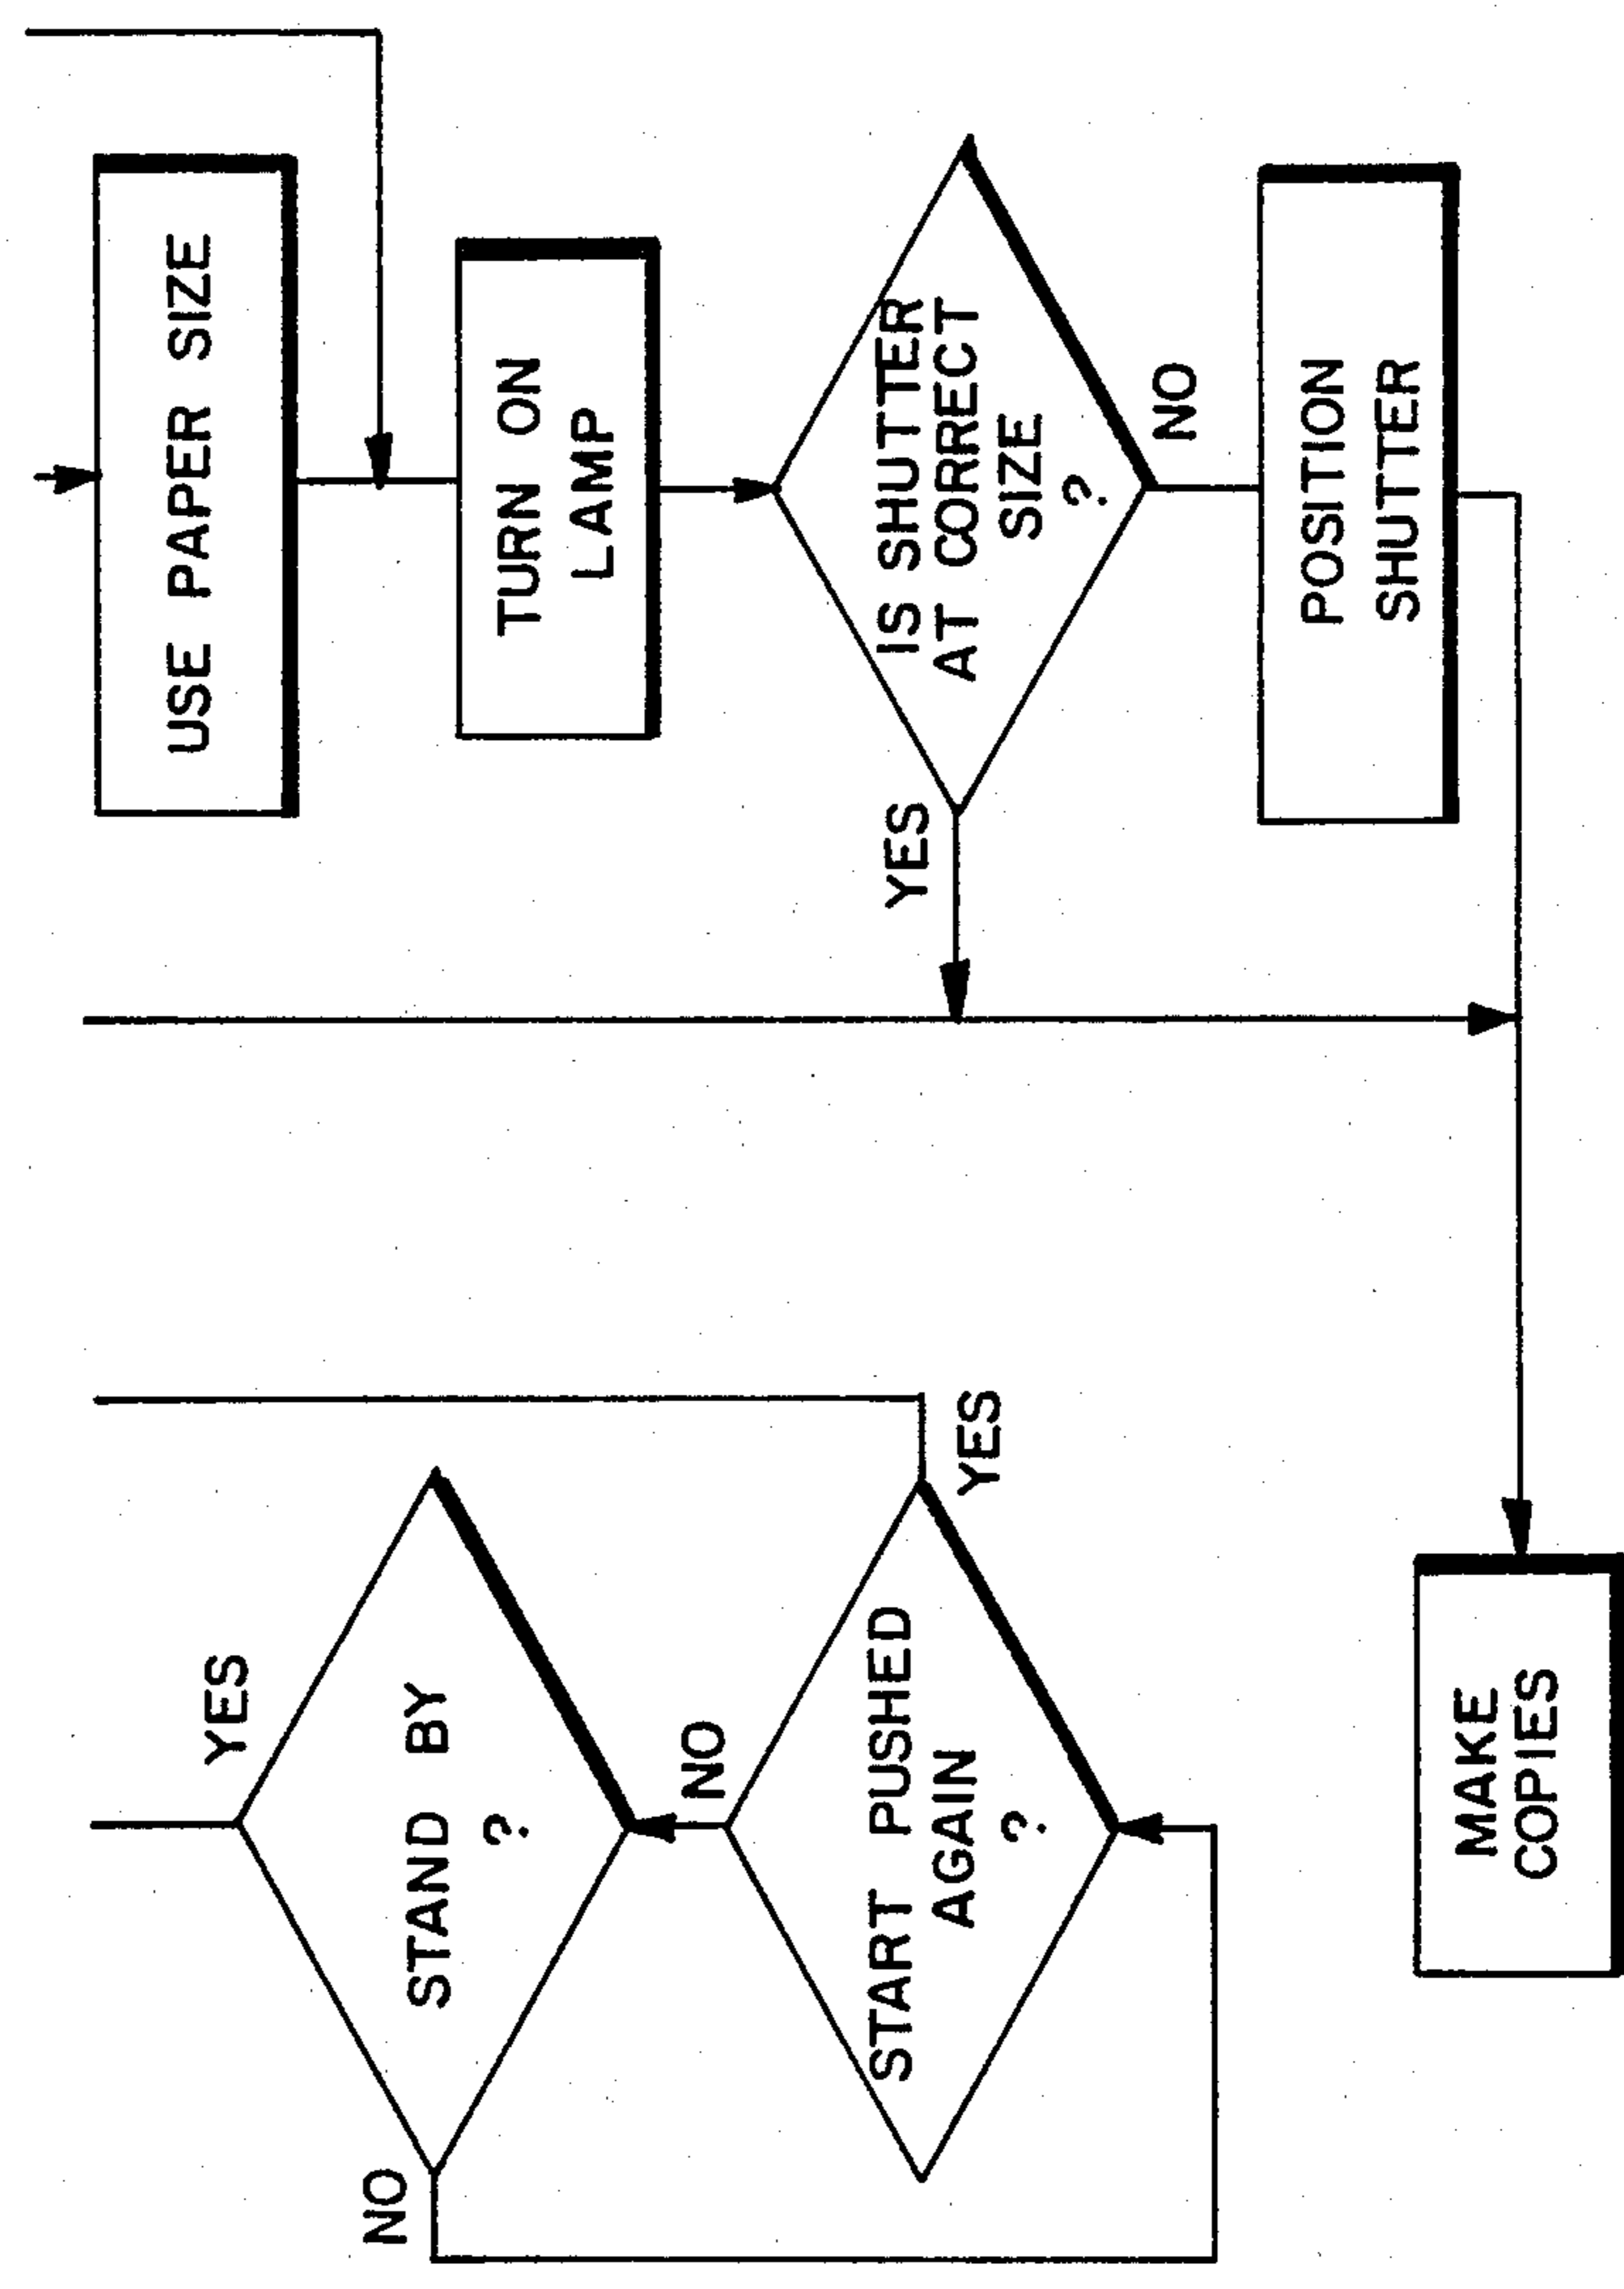 USE PAPER SIZE
TURN ON
LAMP
IS SHUTTER
AT CORRECT
SIZE
?
YES
NO
POSITION
SHUTTER
YES
STAND BY
?
NO
NO
START PUSHED
AGAIN
?
YES
MAKE
COPIES